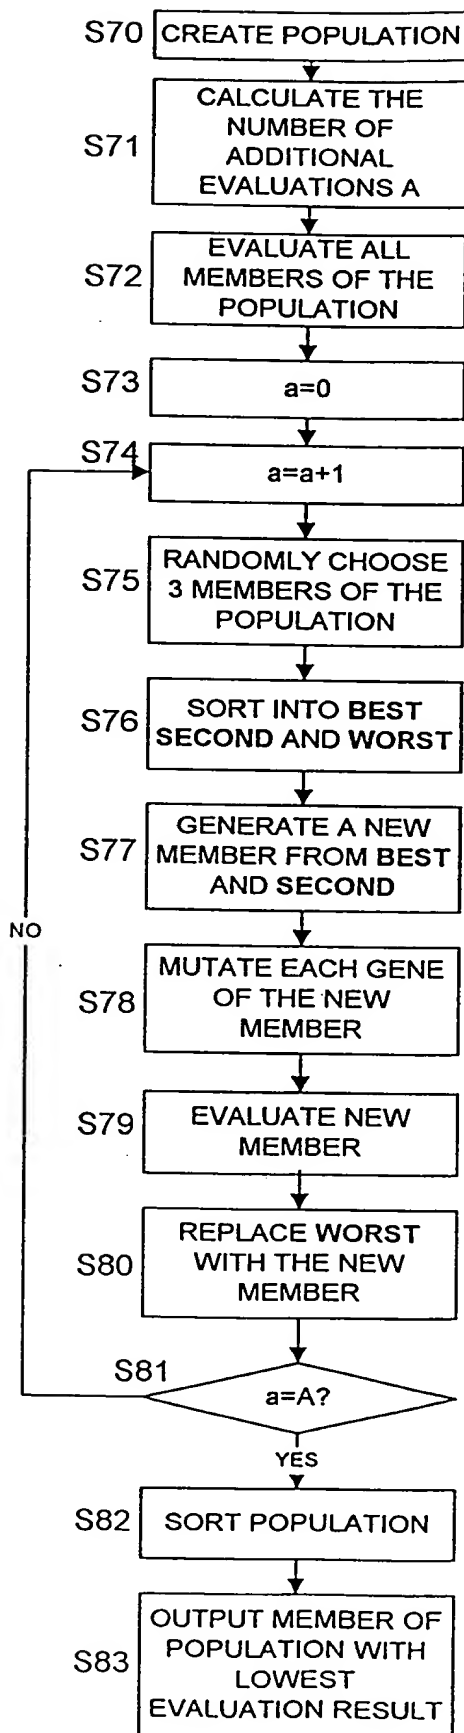 S70 CREATE POPULATION
CALCULATE THE
NUMBER OF
S71
ADDITIONAL
EVALUATIONS A
EVALUATE ALL
S72 MEMBERS OF THE
POPULATION
S73 a=0
S74 a=a+1
RANDOMLY CHOOSE
S75 3 MEMBERS OF THE
POPULATION
S76
SORT INTO BEST
SECOND AND WORST
GENERATE A NEW
S77 MEMBER FROM BEST
AND SECOND
NO
MUTATE EACH GENE
S78 OF THE NEW
MEMBER
S79
EVALUATE NEW
MEMBER
REPLACE WORST
S80 WITH THE NEW
MEMBER
S81
a=A?
YES
S82 SORT POPULATION
OUTPUT MEMBER OF
POPULATION WITH
S83
LOWEST
EVALUATION RESULT